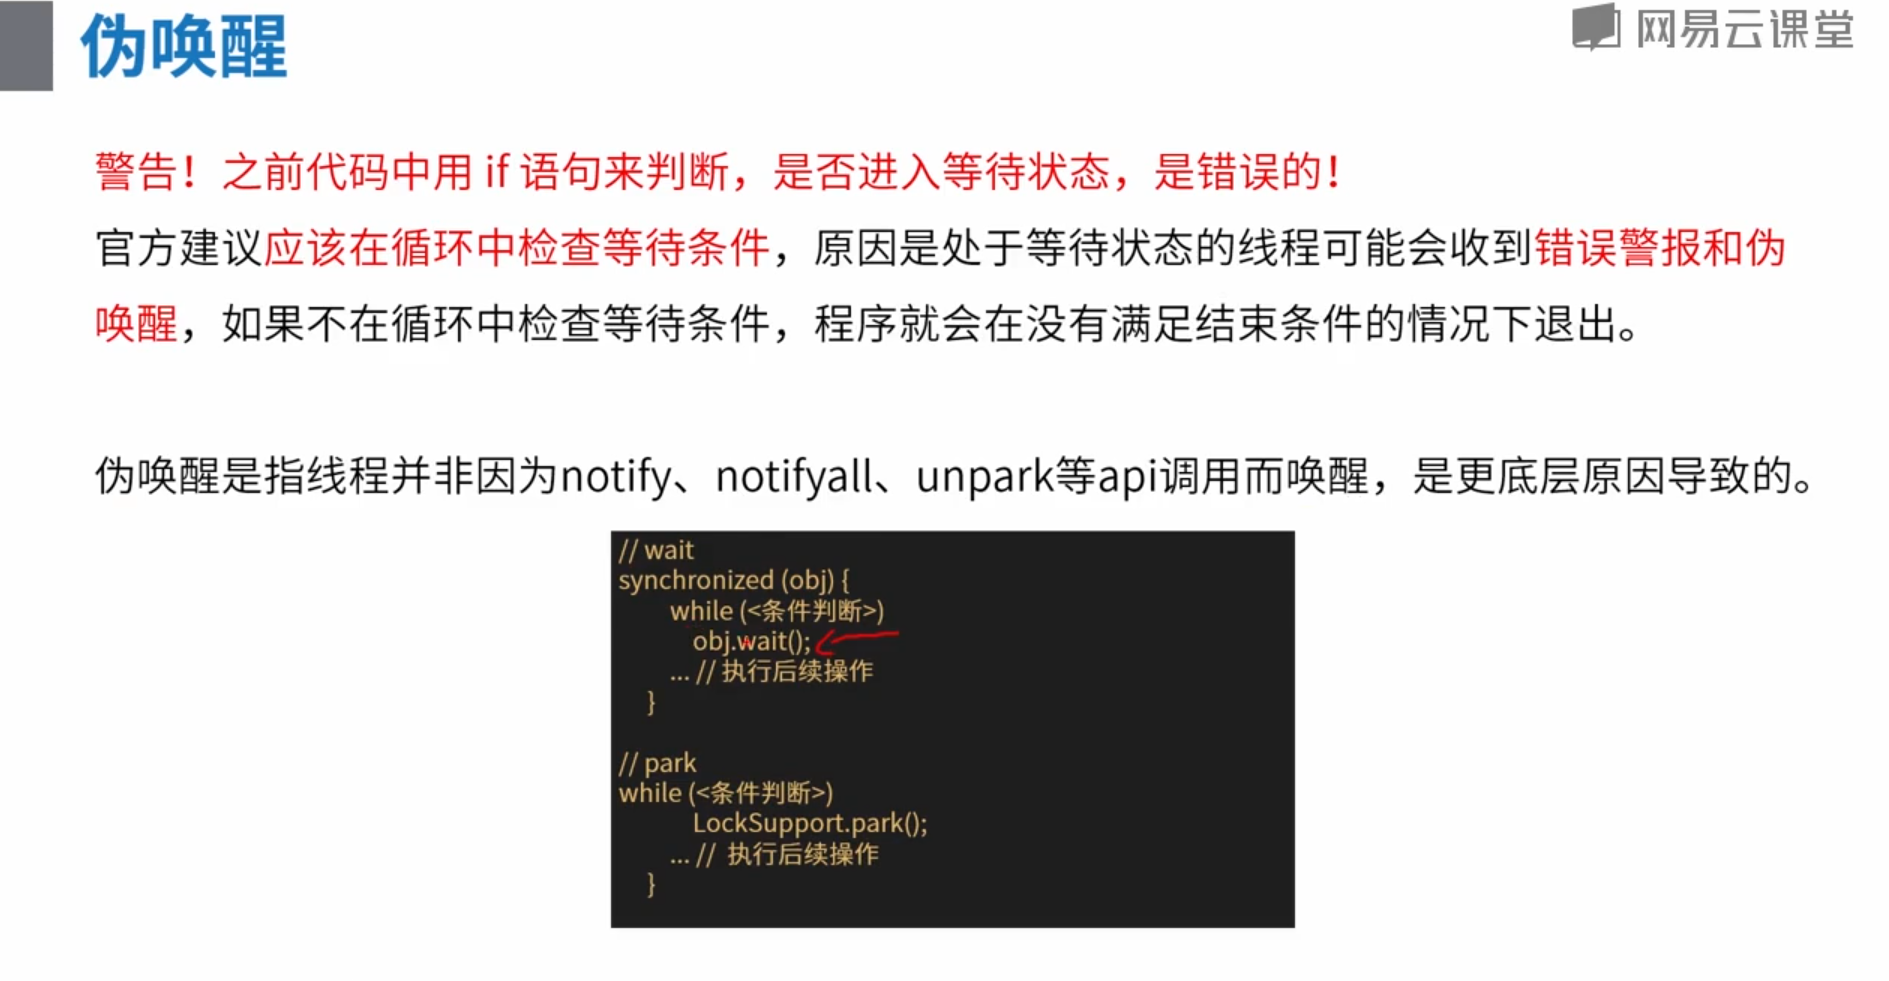 伪唤醒
网易云课堂
警告！之前代码中用 if 语句来判断，是否进入等待状态，是错误的！
官方建议应该在循环中检查等待条件，原因是处于等待状态的线程可能会收到错误警报和伪
唤醒，如果不在循环中检查等待条件，程序就会在没有满足结束条件的情况下退出。
伪唤醒是指线程并非因为notify、notifyall、unpark等api调用而唤醒，是更底层原因导致的。
// wait
synchronized (obj) {
while (<条件判断>)
obj.wait();
... // 执行后续操作
}
// park
while (<条件判断>)
LockSupport.park();
... // 执行后续操作
}